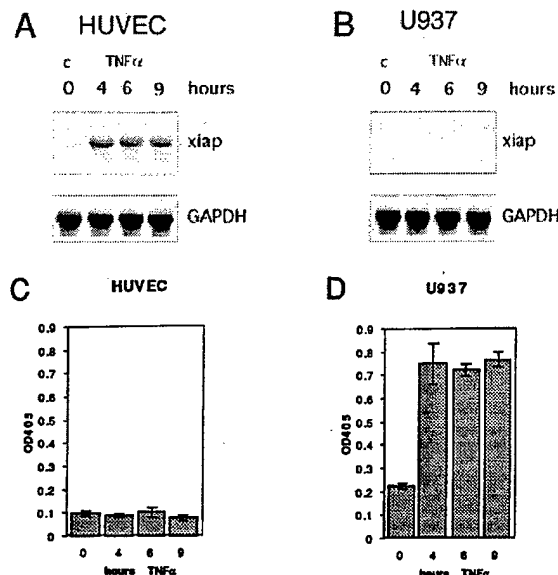 A HUVEC
c TNFα
0 4 6 9 hours
xiap
GAPDH
B U937
c TNFα
0 4 6 9 hours
xiap
GAPDH
C HUVEC
0.9
0.8
0.7
0.6
0.5
0.4
0.3
0.2
0.1
0
OD405
0 4 6 9
hours TNFα
D U937
0.9
0.8
0.7
0.6
0.5
0.4
0.3
0.2
0.1
0
OD405
0 4 6 9
hours TNFα